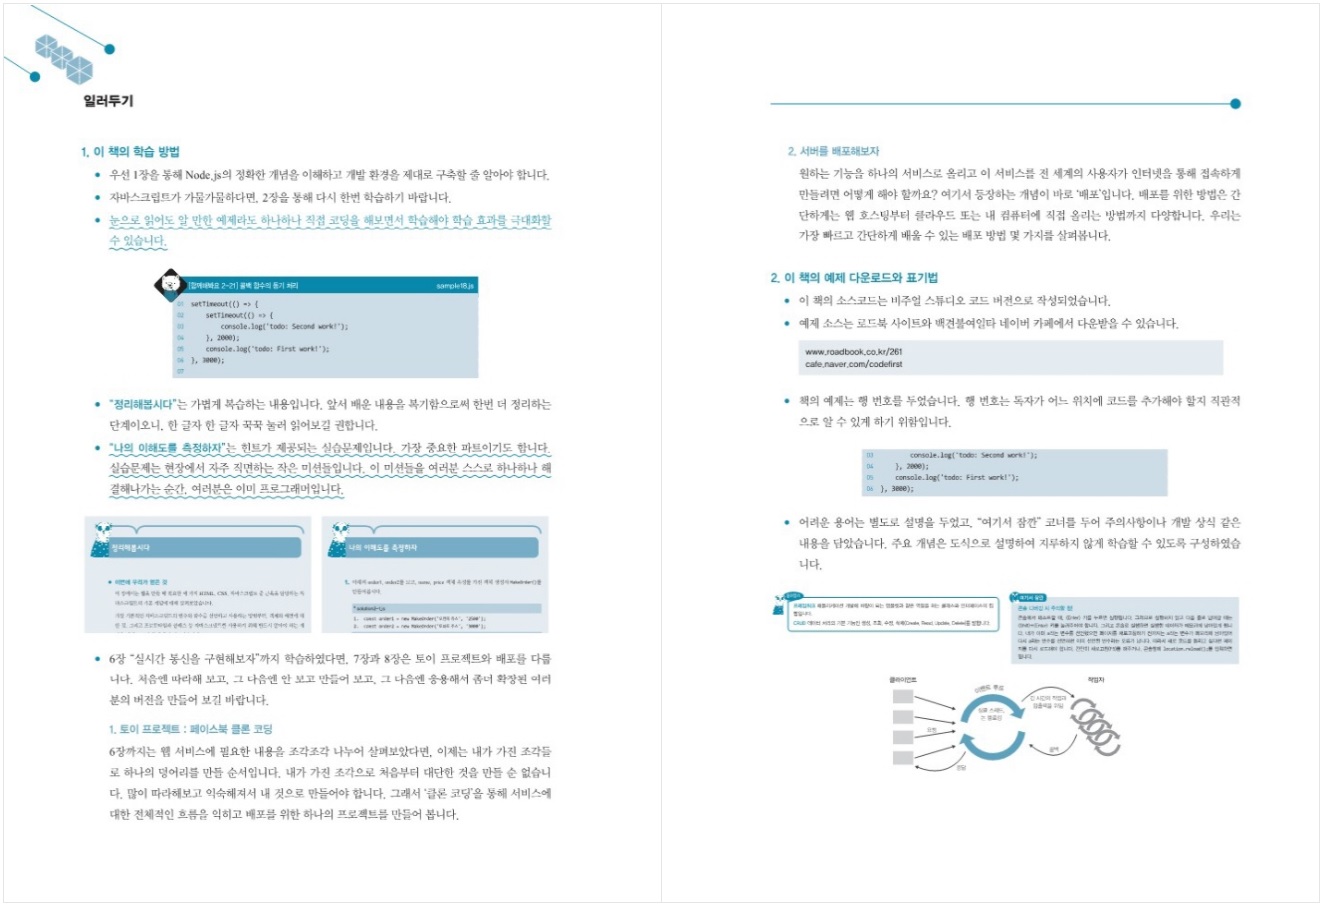 일러두기
1. 이 책의 학습 방법
• 우선 1장을 통해 Node.js의 정확한 개념을 이해하고 개발 환경을 제대로 구축할 줄 알아야 합니다.
• 자바스크립트가 가물가물하다면, 2장을 통해 다시 한번 학습하기 바랍니다.
• 눈으로 읽어도 알 만한 예제라도 하나하나 직접 코딩을 해보면서 학습해야 학습 효과를 극대화할
수 있습니다.
[함께해봐요 2-21] 콜백 함수의 동기 처리 sample18.js
01 setTimeout(() => {
02 setTimeout(() => {
03 console.log('todo: Second work!');
04 }, 2000);
05 console.log('todo: First work!');
06 }, 3000);
07
• “정리해봅시다”는 가볍게 복습하는 내용입니다. 앞서 배운 내용을 복기함으로써 한번 더 정리하는
단계이오니, 한 글자 한 글자 꾹꾹 눌러 읽어보길 권합니다.
• “나의 이해도를 측정하자”는 힌트가 제공되는 실습문제입니다. 가장 중요한 파트이기도 합니다.
실습문제는 현장에서 자주 직면하는 작은 미션들입니다. 이 미션들을 여러분 스스로 하나하나 해
결해나가는 순간, 여러분은 이미 프로그래머입니다.
정리해봅시다
나의 이해도를 측정하자
• 6장 “실시간 통신을 구현해보자”까지 학습하였다면, 7장과 8장은 토이 프로젝트와 배포를 다룹
니다. 처음엔 따라해 보고, 그 다음엔 안 보고 만들어 보고, 그 다음엔 응용해서 좀더 확장된 여러
분의 버전을 만들어 보길 바랍니다.
1. 토이 프로젝트 : 페이스북 클론 코딩
6장까지는 웹 서비스에 필요한 내용을 조각조각 나누어 살펴보았다면, 이제는 내가 가진 조각들
로 하나의 덩어리를 만들 순서입니다. 내가 가진 조각으로 처음부터 대단한 것을 만들 순 없습니
다. 많이 따라해보고 익숙해져서 내 것으로 만들어야 합니다. 그래서 ‘클론 코딩’을 통해 서비스에
대한 전체적인 흐름을 익히고 배포를 위한 하나의 프로젝트를 만들어 봅니다.
2. 서버를 배포해보자
원하는 기능을 하나의 서비스로 올리고 이 서비스를 전 세계의 사용자가 인터넷을 통해 접속하게
만들려면 어떻게 해야 할까요? 여기서 등장하는 개념이 바로 ‘배포’입니다. 배포를 위한 방법은 간
단하게는 웹 호스팅부터 클라우드 또는 내 컴퓨터에 직접 올리는 방법까지 다양합니다. 우리는
가장 빠르고 간단하게 배울 수 있는 배포 방법 몇 가지를 살펴봅니다.
2. 이 책의 예제 다운로드와 표기법
• 이 책의 소스코드는 비주얼 스튜디오 코드 버전으로 작성되었습니다.
• 예제 소스는 로드북 사이트와 백견불여일타 네이버 카페에서 다운받을 수 있습니다.
www.roadbook.co.kr/261
cafe.naver.com/codefirst
• 책의 예제는 행 번호를 두었습니다. 행 번호는 독자가 어느 위치에 코드를 추가해야 할지 직관적
으로 알 수 있게 하기 위함입니다.
03 console.log('todo: Second work!');
04 }, 2000);
05 console.log('todo: First work!');
06 }, 3000);
• 어려운 용어는 별도로 설명을 두었고, “여기서 잠깐” 코너를 두어 주의사항이나 개발 상식 같은
내용을 담았습니다. 주요 개념은 도식으로 설명하여 지루하지 않게 학습할 수 있도록 구성하였습
니다.
클라이언트
작업자
이벤트 루프
요청
응답